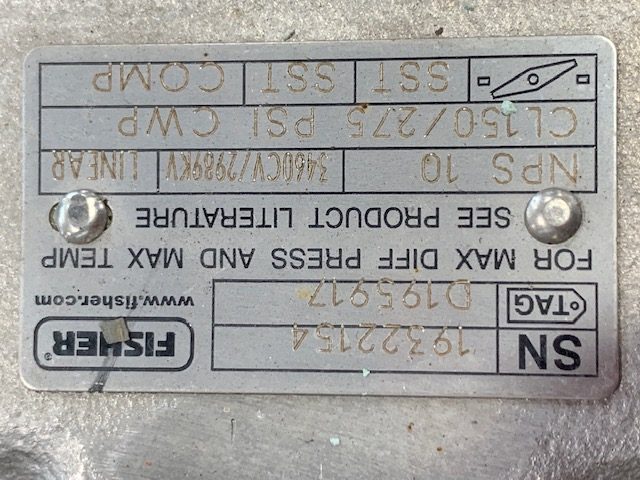 FISHER®
www.fisher.com
SN 19322154
TAG D195917
FOR MAX DIFF PRESS AND MAX TEMP
SEE PRODUCT LITERATURE
NPS 10 3460CV/2989KV LINEAR
CL150/275 PSI CWP
SST SST COMP